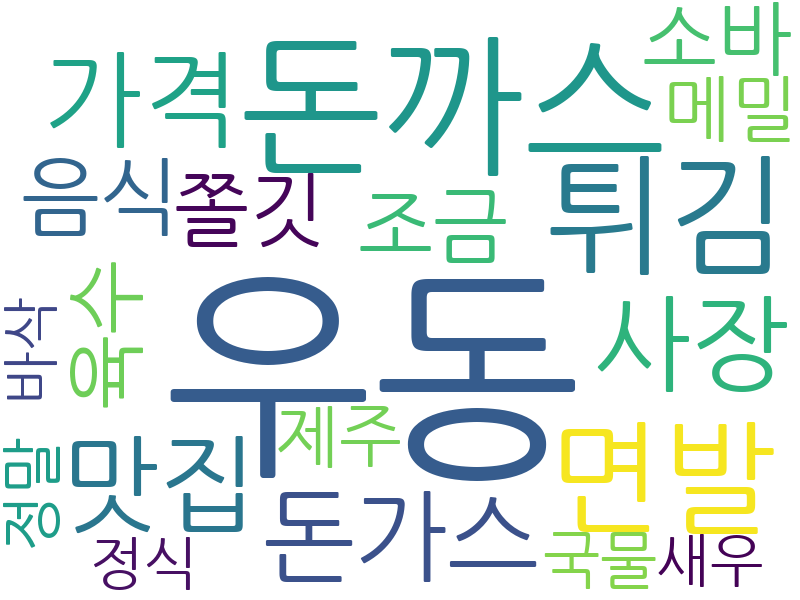 소바
가격
돈까스
메밀
음식
쫄깃
조금
튀김
바삭
육수
우동
사장
정말
맛집
제주
면발
돈가스
정식
국물
새우